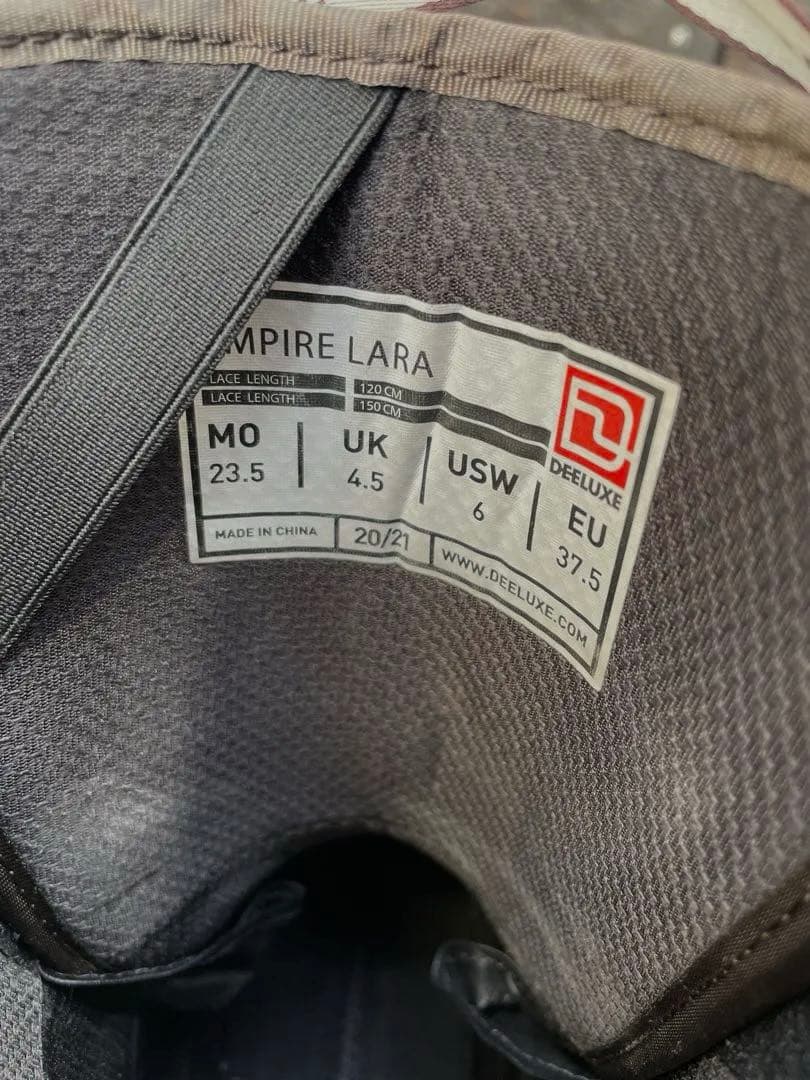 MPIRE LARA
LACE LENGTH 120 CM
LACE LENGTH 150 CM
MO 23.5
UK 4.5
USW 6
EU 37.5
DEELUXE
MADE IN CHINA
20/21
WWW.DEELUXE.COM